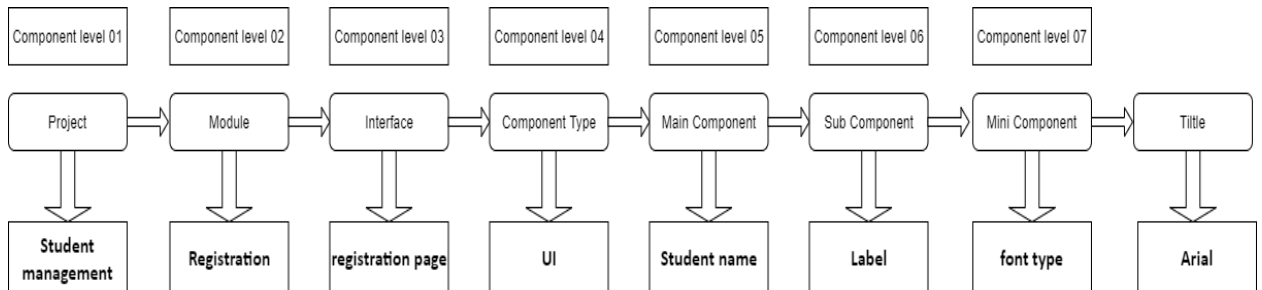 Component level 01
Component level 02
Component level 03
Component level 04
Component level 05
Component level 06
Component level 07
Project
Module
Interface
Component Type
Main Component
Sub Component
Mini Component
Tiltle
Student
management
Registration
registration page
UI
Student name
Label
font type
Arial